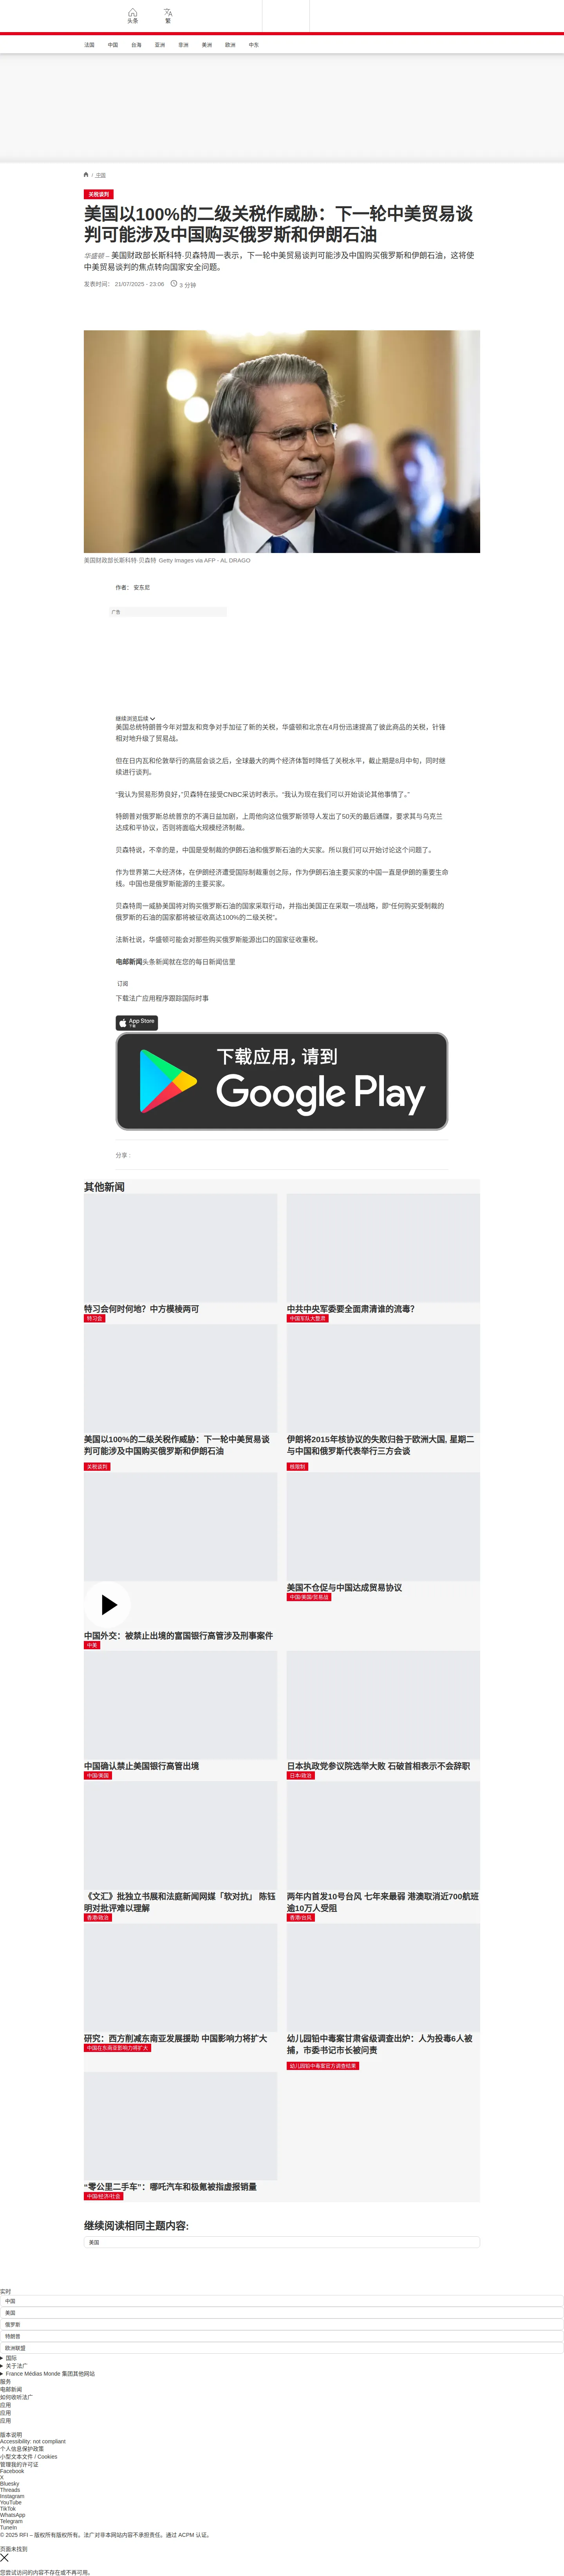 头条
繁
法国 中国 台海 亚洲 非洲 美洲 欧洲 中东
/ 中国
关税谈判
美国以100%的二级关税作威胁：下一轮中美贸易谈
判可能涉及中国购买俄罗斯和伊朗石油
华盛顿 – 美国财政部长斯科特·贝森特周一表示，下一轮中美贸易谈判可能涉及中国购买俄罗斯和伊朗石油，这将使
中美贸易谈判的焦点转向国家安全问题。
发表时间： 21/07/2025 - 23:06 3 分钟
美国财政部长斯科特·贝森特 Getty Images via AFP - AL DRAGO
作者： 安东尼
广告
继续浏览后续
美国总统特朗普今年对盟友和竞争对手加征了新的关税，华盛顿和北京在4月份迅速提高了彼此商品的关税，针锋
相对地升级了贸易战。
但在日内瓦和伦敦举行的高层会谈之后，全球最大的两个经济体暂时降低了关税水平，截止期是8月中旬，同时继
续进行谈判。
“我认为贸易形势良好，”贝森特在接受CNBC采访时表示。“我认为现在我们可以开始谈论其他事情了。”
特朗普对俄罗斯总统普京的不满日益加剧，上周他向这位俄罗斯领导人发出了50天的最后通牒，要求其与乌克兰
达成和平协议，否则将面临大规模经济制裁。
贝森特说，不幸的是，中国是受制裁的伊朗石油和俄罗斯石油的大买家。所以我们可以开始讨论这个问题了。
作为世界第二大经济体，在伊朗经济遭受国际制裁重创之际，作为伊朗石油主要买家的中国一直是伊朗的重要生命
线。中国也是俄罗斯能源的主要买家。
贝森特周一威胁美国将对购买俄罗斯石油的国家采取行动，并指出美国正在采取一项战略，即“任何购买受制裁的
俄罗斯的石油的国家都将被征收高达100%的二级关税”。
法新社说，华盛顿可能会对那些购买俄罗斯能源出口的国家征收重税。
电邮新闻头条新闻就在您的每日新闻信里
订阅
下载法广应用程序跟踪国际时事
App Store
下载
下载应用，请到
Google Play
分享 :
其他新闻
特习会何时何地？中方模棱两可
特习会
中共中央军委要全面肃清谁的流毒？
中国军队大整肃
美国以100%的二级关税作威胁：下一轮中美贸易谈
判可能涉及中国购买俄罗斯和伊朗石油
关税谈判
伊朗将2015年核协议的失败归咎于欧洲大国, 星期二
与中国和俄罗斯代表举行三方会谈
核限制
中国外交：被禁止出境的富国银行高管涉及刑事案件
中美
美国不仓促与中国达成贸易协议
中国/美国/贸易战
中国确认禁止美国银行高管出境
中国/美国
日本执政党参议院选举大败 石破首相表示不会辞职
日本/政治
《文汇》批独立书展和法庭新闻网媒「软对抗」 陈钰
明对批评难以理解
香港/政治
两年内首发10号台风 七年来最弱 港澳取消近700航班
逾10万人受阻
香港/台风
研究：西方削减东南亚发展援助 中国影响力将扩大
中国在东南亚影响力将扩大
幼儿园铅中毒案甘肃省级调查出炉：人为投毒6人被
捕，市委书记市长被问责
幼儿园铅中毒案官方调查结果
“零公里二手车”：哪吒汽车和极氪被指虚报销量
中国/经济/社会
继续阅读相同主题内容:
美国
实时
中国
美国
俄罗斯
特朗普
欧洲联盟
国际
关于法广
France Médias Monde 集团其他网站
服务
电邮新闻
如何收听法广
应用
应用
应用
版本说明
Accessibility: not compliant
个人信息保护政策
小型文本文件 / Cookies
管理我的许可证
Facebook
X
Bluesky
Threads
Instagram
YouTube
TikTok
WhatsApp
Telegram
TuneIn
© 2025 RFI – 版权所有版权所有。法广对非本网站内容不承担责任。通过 ACPM 认证。
页面未找到
您尝试访问的内容不存在或不再可用。